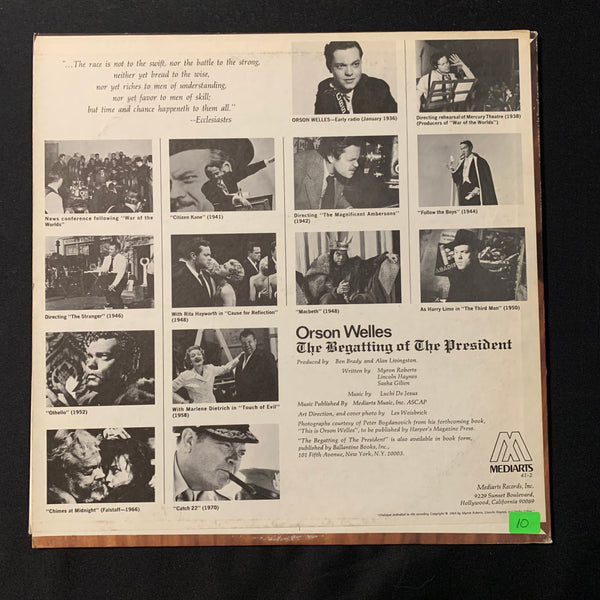 "...The race is not to the swift, nor the battle to the strong,
neither yet bread to the wise,
nor yet riches to men of understanding,
nor yet favor to men of skill;
but time and chance happeneth to them all."
--Ecclesiastes
ORSON WELLES—Early radio (January 1936)
Directing rehearsal of Mercury Theatre (1938)
(Producers of "War of the Worlds")
News conference following "War of the
Worlds"
"Citizen Kane" (1941)
Directing "The Magnificent Ambersons"
(1942)
"Follow the Boys" (1944)
Directing "The Stranger" (1946)
With Rita Hayworth in "Cause for Reflection"
(1948)
"Macbeth" (1948)
As Harry Lime in "The Third Man" (1950)
"Othello" (1952)
With Marlene Dietrich in "Touch of Evil"
(1958)
"Chimes at Midnight" (Falstaff—1966)
"Catch 22" (1970)
Orson Welles
The Begatting of The President
Produced by Ben Brady and Alan Livingston.
Written by Myron Roberts
Lincoln Haynes
Sasha Gilien
Music by Luchi De Jesus
Music Published By Mediarts Music, Inc. ASCAP
Art Direction, and cover photo by Les Weisbrich
Photographs courtesy of Peter Bogdanovich from his forthcoming book,
"This is Orson Welles", to be published by Harper's Magazine Press.
"The Begatting of The President" is also available in book form,
published by Ballantine Books, Inc.,
101 Fifth Avenue, New York, N.Y. 10003.
MEDIARTS
41-2
Mediarts Records, Inc.
9229 Sunset Boulevard,
Hollywood, California 90069
10